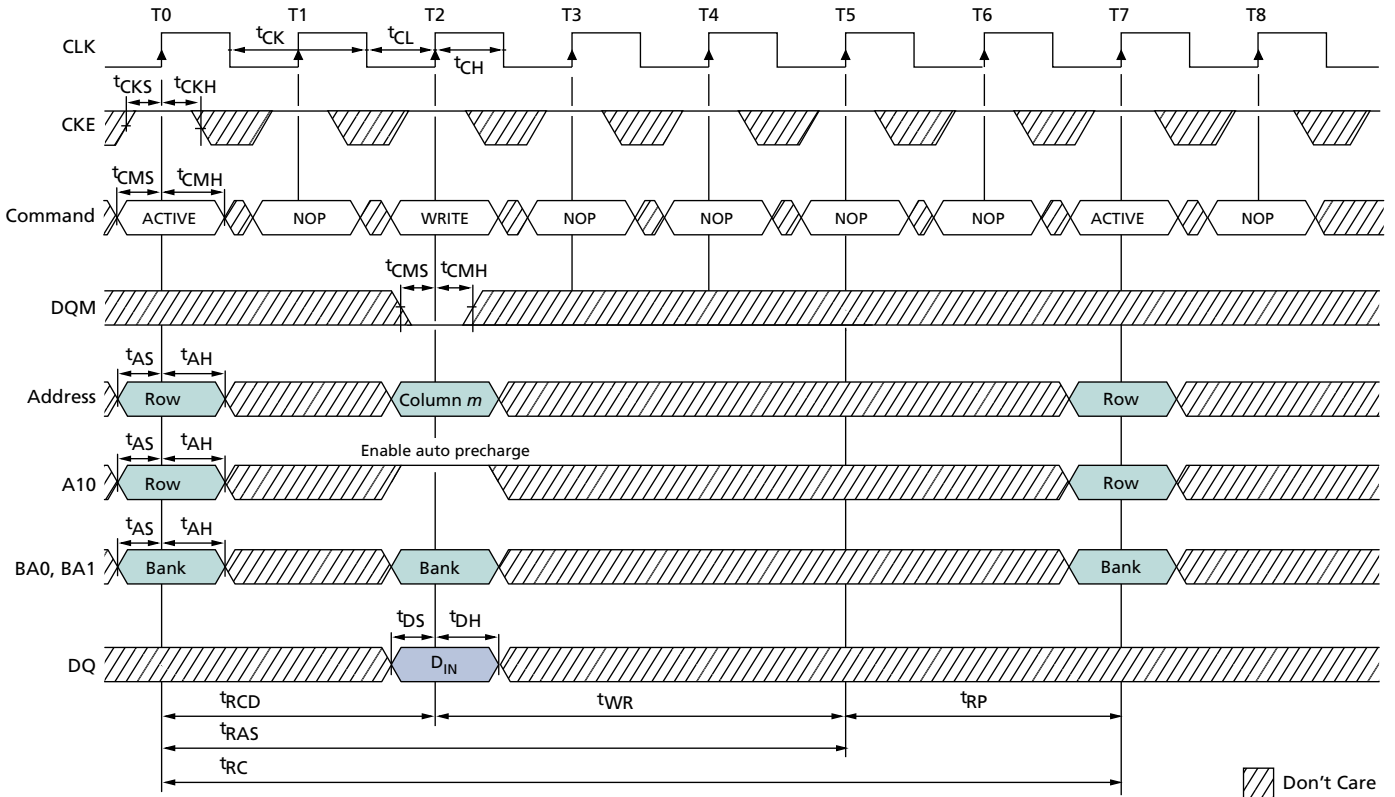 T0 T1 T2 T3 T4 T5 T6 T7 T8
CLK
tCK tCL
tCH
tCKS tCKH
CKE
tCMS tCMH
Command ACTIVE NOP WRITE NOP NOP NOP NOP ACTIVE NOP
tCMS tCMH
DQM
tAS tAH
Address Row Column m Row
tAS tAH
Enable auto precharge
A10 Row Row
tAS tAH
BA0, BA1 Bank Bank Bank
tDS tDH
DQ DIN
tRCD tWR tRP
tRAS
tRC
Don't Care